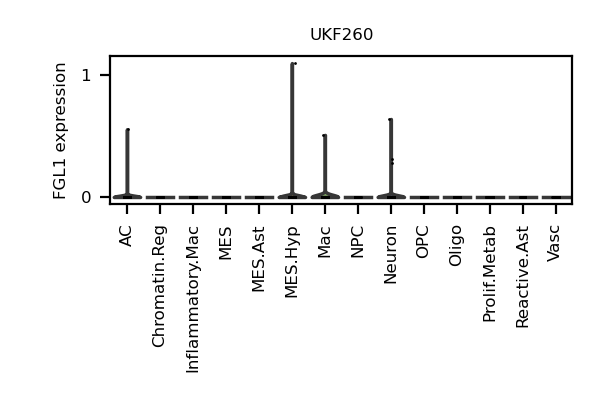 UKF260
FGL1 expression
1
0
AC
Chromatin.Reg
Inflammatory.Mac
MES
MES.Ast
MES.Hyp
Mac
NPC
Neuron
OPC
Oligo
Prolif.Metab
Reactive.Ast
Vasc